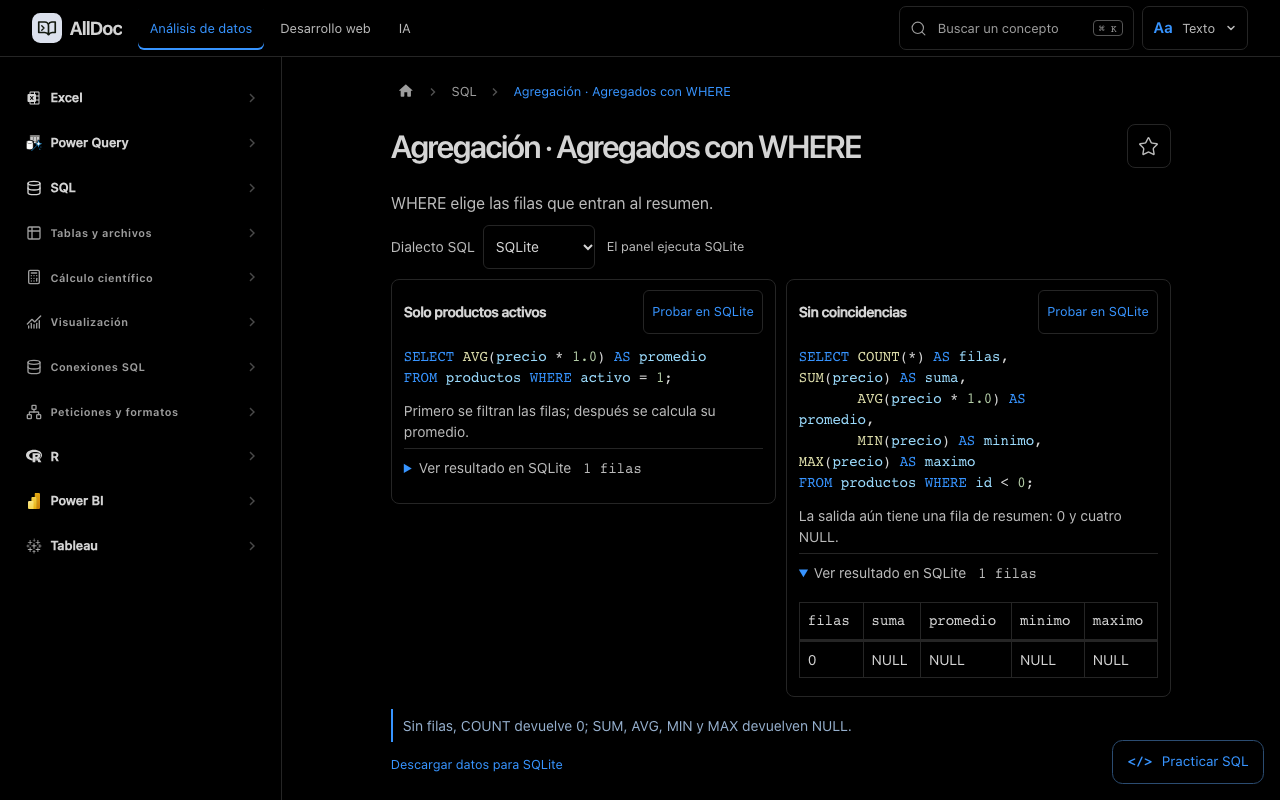 AllDoc
Análisis de datos
Desarrollo web
IA
Buscar un concepto
⌘ K
Aa Texto
Excel
Power Query
SQL
Tablas y archivos
Cálculo científico
Visualización
Conexiones SQL
Peticiones y formatos
R
Power BI
Tableau
SQL
Agregación · Agregados con WHERE
Agregación · Agregados con WHERE
WHERE elige las filas que entran al resumen.
Dialecto SQL
SQLite
El panel ejecuta SQLite
Solo productos activos
Probar en SQLite
SELECT AVG(precio * 1.0) AS promedio
FROM productos WHERE activo = 1;
Primero se filtran las filas; después se calcula su
promedio.
Ver resultado en SQLite 1 filas
Sin coincidencias
Probar en SQLite
SELECT COUNT(*) AS filas,
SUM(precio) AS suma,
AVG(precio * 1.0) AS
promedio,
MIN(precio) AS minimo,
MAX(precio) AS maximo
FROM productos WHERE id < 0;
La salida aún tiene una fila de resumen: 0 y cuatro
NULL.
Ver resultado en SQLite 1 filas
filas suma promedio minimo maximo
0 NULL NULL NULL NULL
Sin filas, COUNT devuelve 0; SUM, AVG, MIN y MAX devuelven NULL.
Descargar datos para SQLite
</> Practicar SQL